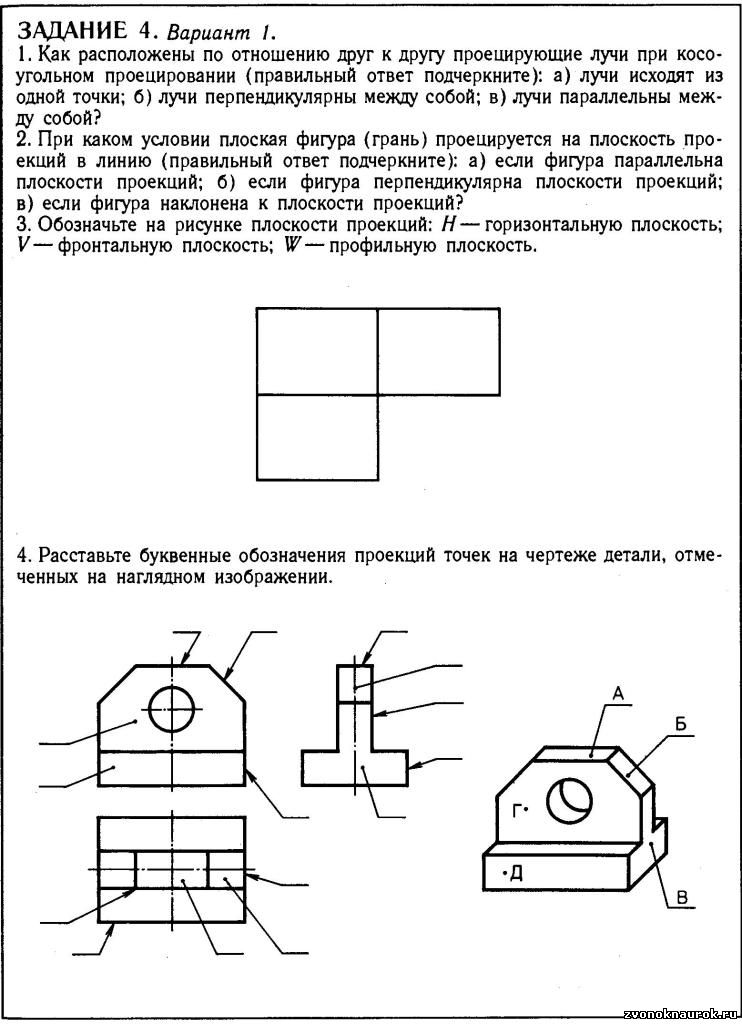 ЗАДАНИЕ 4. Вариант 1.
1. Как расположены по отношению друг к другу проецирующие лучи при косо-
угольном проецировании (правильный ответ подчеркните): а) лучи исходят из
одной точки; б) лучи перпендикулярны между собой; в) лучи параллельны меж-
ду собой?
2. При каком условии плоская фигура (грань) проецируется на плоскость про-
екций в линию (правильный ответ подчеркните): а) если фигура параллельна
плоскости проекций; б) если фигура перпендикулярна плоскости проекций;
в) если фигура наклонена к плоскости проекций?
3. Обозначьте на рисунке плоскости проекций: H — горизонтальную плоскость;
V — фронтальную плоскость; W — профильную плоскость.
4. Расставьте буквенные обозначения проекций точек на чертеже детали, отме-
ченных на наглядном изображении.
А
Б
Г
Д
В
zvonoknaurok.ru